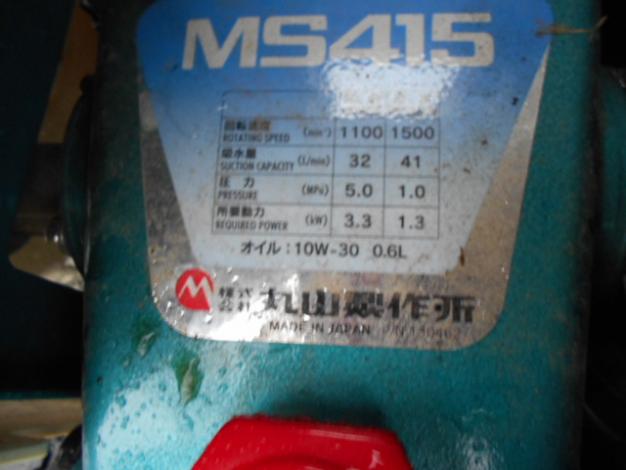 MS415
回転速度 ROTATING SPEED (min⁻¹) 1100 1500
吸水量 SUCTION CAPACITY (L/min) 32 41
圧力 PRESSURE (MPa) 5.0 1.0
所要動力 REQUIRED POWER (kW) 3.3 1.3
オイル:10W-30 0.6L
株式会社 丸山製作所
MADE IN JAPAN P/N